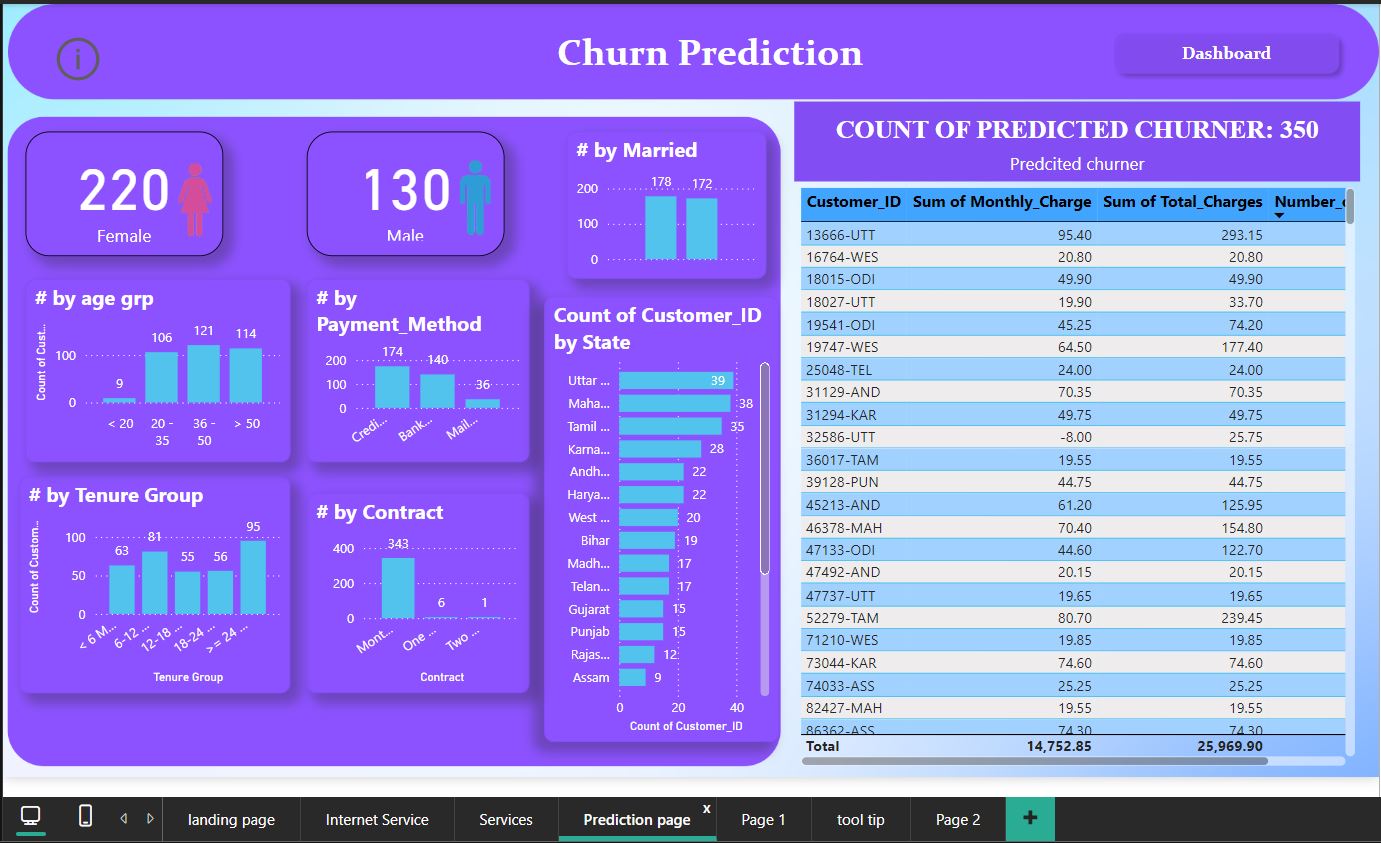 i
Churn Prediction
Dashboard
220
Female
130
Male
# by Married
200
100
0
178
172
# by age grp
Count of Cust...
100
0
9
106
121
114
< 20
20 - 35
36 - 50
> 50
# by
Payment_Method
200
100
0
174
140
36
Credi...
Bank...
Mail...
# by Tenure Group
Count of Custom...
100
50
0
63
81
55
56
95
< 6 M...
6-12 ...
12-18 ...
18-24 ...
>= 24 ...
Tenure Group
# by Contract
400
200
0
343
6
1
Mont...
One ...
Two ...
Contract
Count of Customer_ID
by State
Uttar ... 39
Maha... 38
Tamil ... 35
Karna... 28
Andh... 22
Harya... 22
West ... 20
Bihar 19
Madh... 17
Telan... 17
Gujarat 15
Punjab 15
Rajas... 12
Assam 9
0 20 40
Count of Customer_ID
COUNT OF PREDICTED CHURNER: 350
Predcited churner
Customer_ID Sum of Monthly_Charge Sum of Total_Charges Number_
13666-UTT 95.40 293.15
16764-WES 20.80 20.80
18015-ODI 49.90 49.90
18027-UTT 19.90 33.70
19541-ODI 45.25 74.20
19747-WES 64.50 177.40
25048-TEL 24.00 24.00
31129-AND 70.35 70.35
31294-KAR 49.75 49.75
32586-UTT -8.00 25.75
36017-TAM 19.55 19.55
39128-PUN 44.75 44.75
45213-AND 61.20 125.95
46378-MAH 70.40 154.80
47133-ODI 44.60 122.70
47492-AND 20.15 20.15
47737-UTT 19.65 19.65
52279-TAM 80.70 239.45
71210-WES 19.85 19.85
73044-KAR 74.60 74.60
74033-ASS 25.25 25.25
82427-MAH 19.55 19.55
86362-ASS 74.30 74.30
Total 14,752.85 25,969.90
landing page
Internet Service
Services
Prediction page
x
Page 1
tool tip
Page 2
+